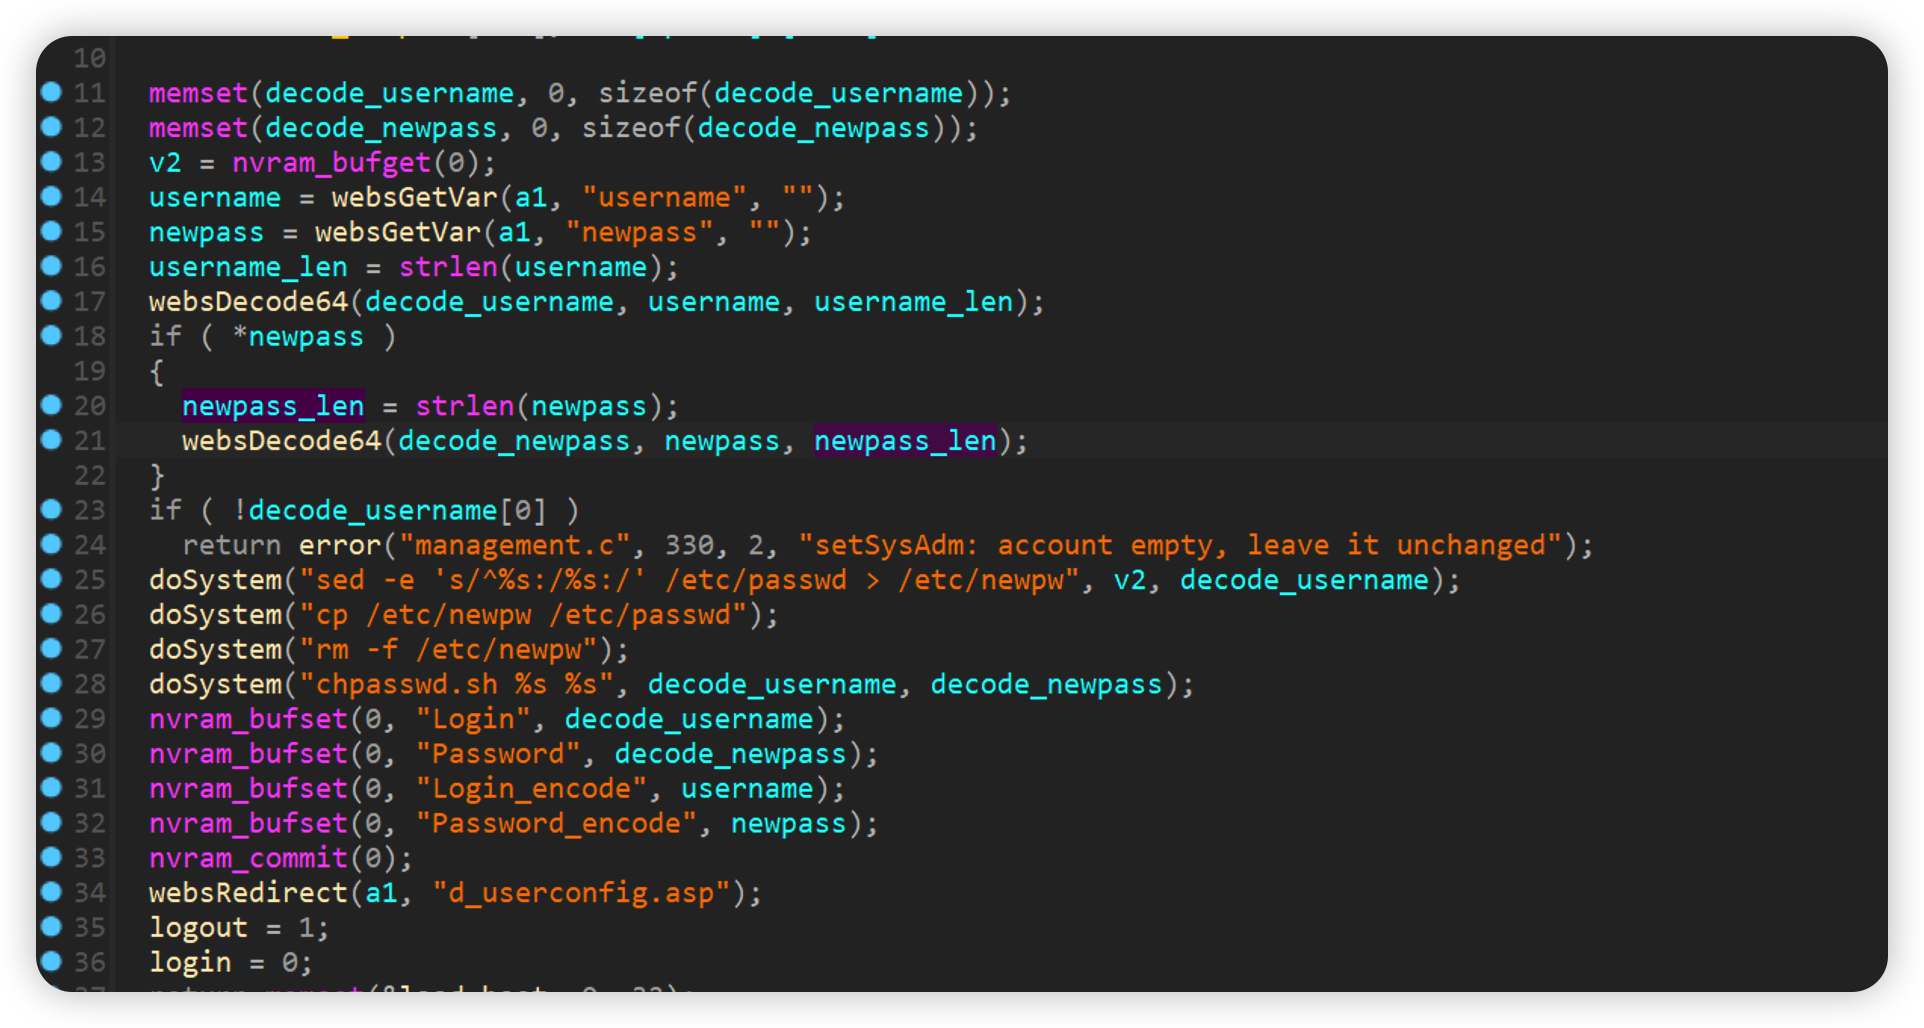 10
11 memset(decode_username, 0, sizeof(decode_username));
12 memset(decode_newpass, 0, sizeof(decode_newpass));
13 v2 = nvram_bufget(0);
14 username = websGetVar(a1, "username", "");
15 newpass = websGetVar(a1, "newpass", "");
16 username_len = strlen(username);
17 websDecode64(decode_username, username, username_len);
18 if ( *newpass )
19 {
20 newpass_len = strlen(newpass);
21 websDecode64(decode_newpass, newpass, newpass_len);
22 }
23 if ( !decode_username[0] )
24 return error("management.c", 330, 2, "setSysAdm: account empty, leave it unchanged");
25 doSystem("sed -e 's/^%s:/%s:/' /etc/passwd > /etc/newpw", v2, decode_username);
26 doSystem("cp /etc/newpw /etc/passwd");
27 doSystem("rm -f /etc/newpw");
28 doSystem("chpasswd.sh %s %s", decode_username, decode_newpass);
29 nvram_bufset(0, "Login", decode_username);
30 nvram_bufset(0, "Password", decode_newpass);
31 nvram_bufset(0, "Login_encode", username);
32 nvram_bufset(0, "Password_encode", newpass);
33 nvram_commit(0);
34 websRedirect(a1, "d_userconfig.asp");
35 logout = 1;
36 login = 0;